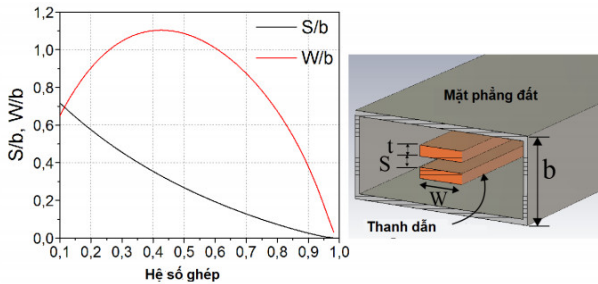 1,2
1,0
0,8
0,6
0,4
0,2
0,0
S/b, W/b
S/b
W/b
0,1 0,2 0,3 0,4 0,5 0,6 0,7 0,8 0,9 1,0
Hệ số ghép
Mặt phẳng đất
t
S
W
b
Thanh dẫn